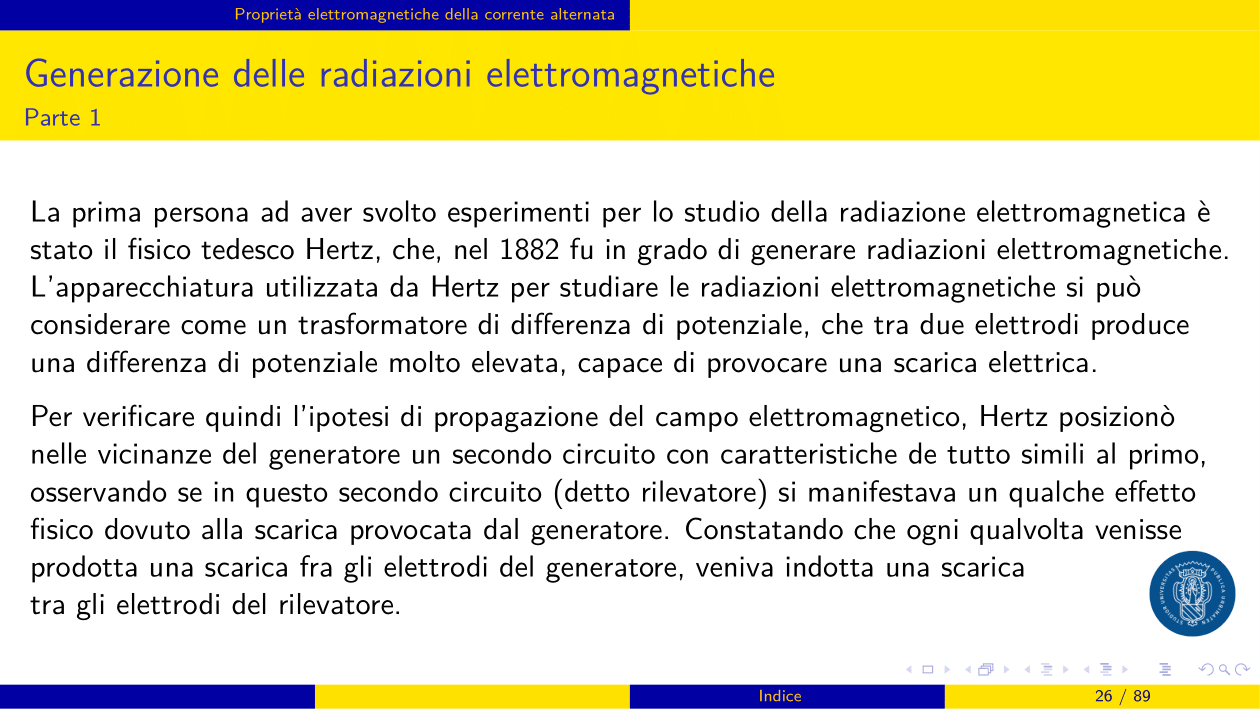 Proprietà elettromagnetiche della corrente alternata
Generazione delle radiazioni elettromagnetiche
Parte 1
La prima persona ad aver svolto esperimenti per lo studio della radiazione elettromagnetica è
stato il fisico tedesco Hertz, che, nel 1882 fu in grado di generare radiazioni elettromagnetiche.
L'apparecchiatura utilizzata da Hertz per studiare le radiazioni elettromagnetiche si può
considerare come un trasformatore di differenza di potenziale, che tra due elettrodi produce
una differenza di potenziale molto elevata, capace di provocare una scarica elettrica.
Per verificare quindi l'ipotesi di propagazione del campo elettromagnetico, Hertz posizionò
nelle vicinanze del generatore un secondo circuito con caratteristiche de tutto simili al primo,
osservando se in questo secondo circuito (detto rilevatore) si manifestava un qualche effetto
fisico dovuto alla scarica provocata dal generatore. Constatando che ogni qualvolta venisse
prodotta una scarica fra gli elettrodi del generatore, veniva indotta una scarica
tra gli elettrodi del rilevatore.
Indice
26 / 89